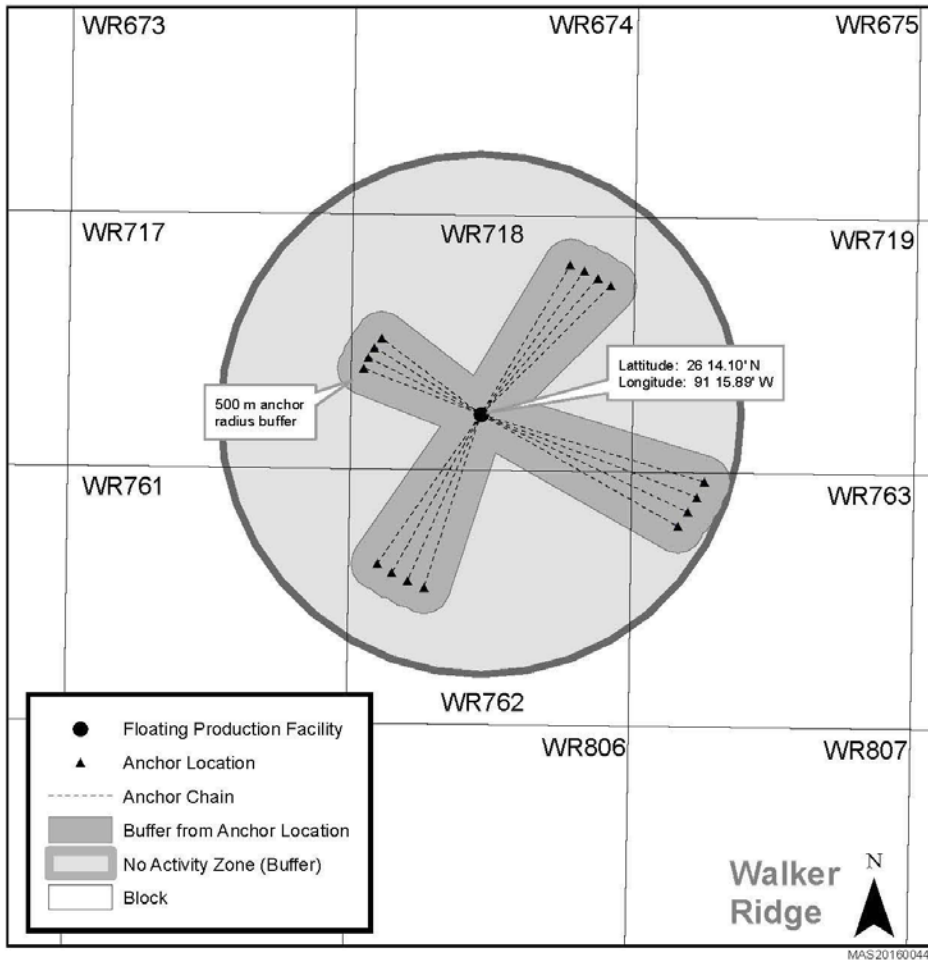 WR673
WR674
WR675
WR717
WR718
WR719
Lattitude: 26 14.10' N
Longitude: 91 15.89' W
500 m anchor
radius buffer
WR761
WR763
WR762
WR806
WR807
Floating Production Facility
Anchor Location
Anchor Chain
Buffer from Anchor Location
No Activity Zone (Buffer)
Block
Walker
Ridge
N
MAS20160044